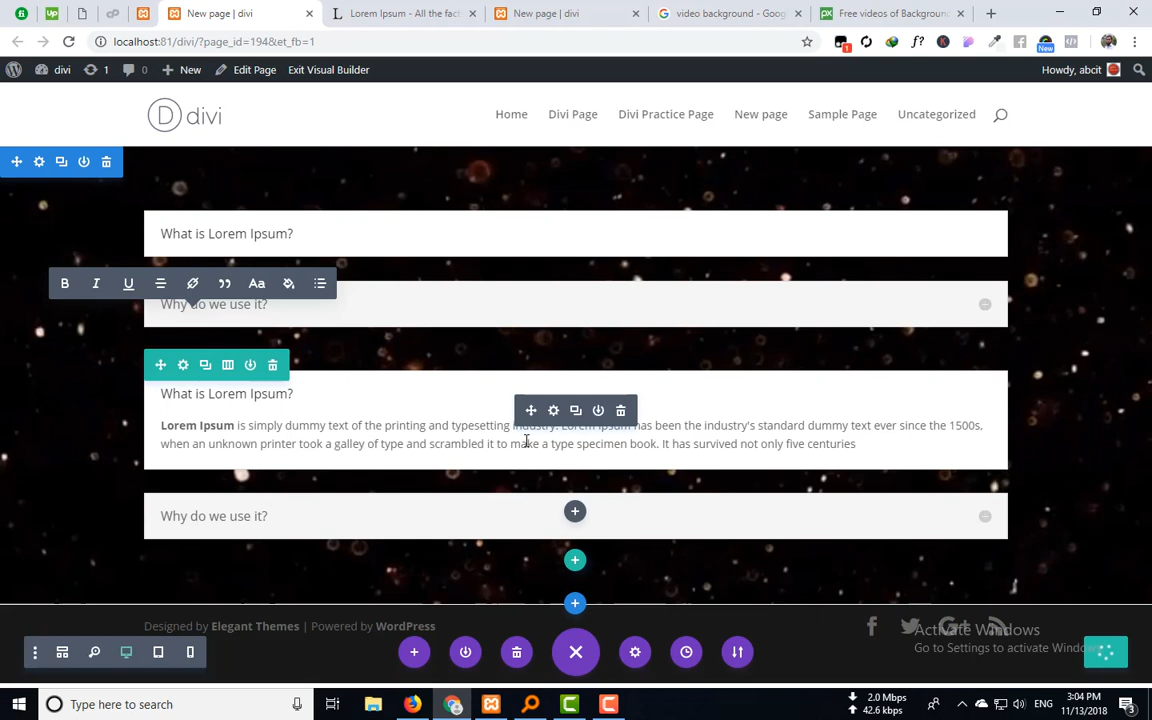 New page | divi
Lorem Ipsum - All the fact
New page | divi
video background - Goog
Free videos of Background
localhost:81/divi/?page_id=194&et_fb=1
1
New
divi
1
0
New
Edit Page
Exit Visual Builder
Howdy, abcit
D divi
Home
Divi Page
Divi Practice Page
New page
Sample Page
Uncategorized
What is Lorem Ipsum?
B I U Aa
Why do we use it?
What is Lorem Ipsum?
Lorem Ipsum is simply dummy text of the printing and typesetting industry. Lorem Ipsum has been the industry's standard dummy text ever since the 1500s,
when an unknown printer took a galley of type and scrambled it to make a type specimen book. It has survived not only five centuries
Why do we use it?
Designed by Elegant Themes | Powered by WordPress
Activate Windows
Go to Settings to activate Windows
Type here to search
2.0 Mbps
42.6 kbps
ENG
3:04 PM
11/13/2018
3